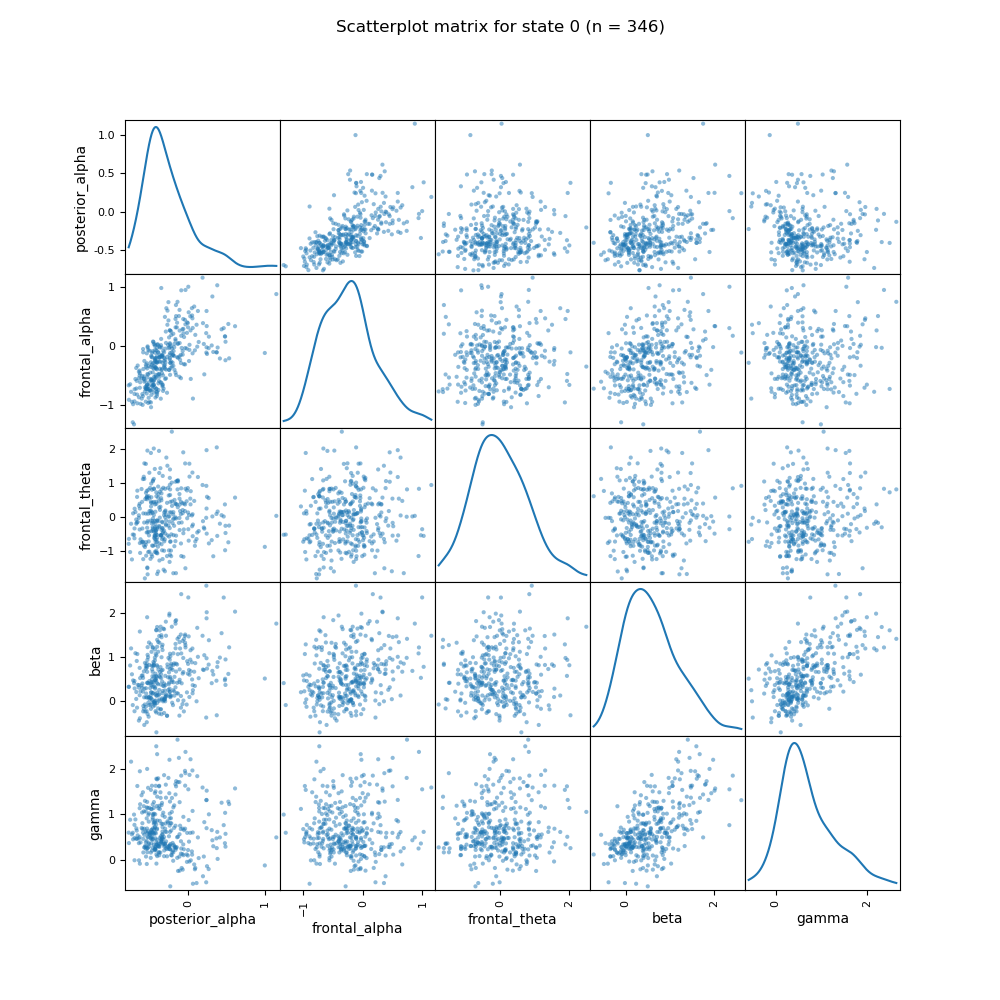 Scatterplot matrix for state 0 (n = 346)
posterior_alpha
1.0
0.5
0.0
-0.5
frontal_alpha
1
0
−1
frontal_theta
2
1
0
−1
beta
2
1
0
gamma
2
1
0
0
1
−1
0
1
0
2
0
2
0
2
posterior_alpha
frontal_alpha
frontal_theta
beta
gamma